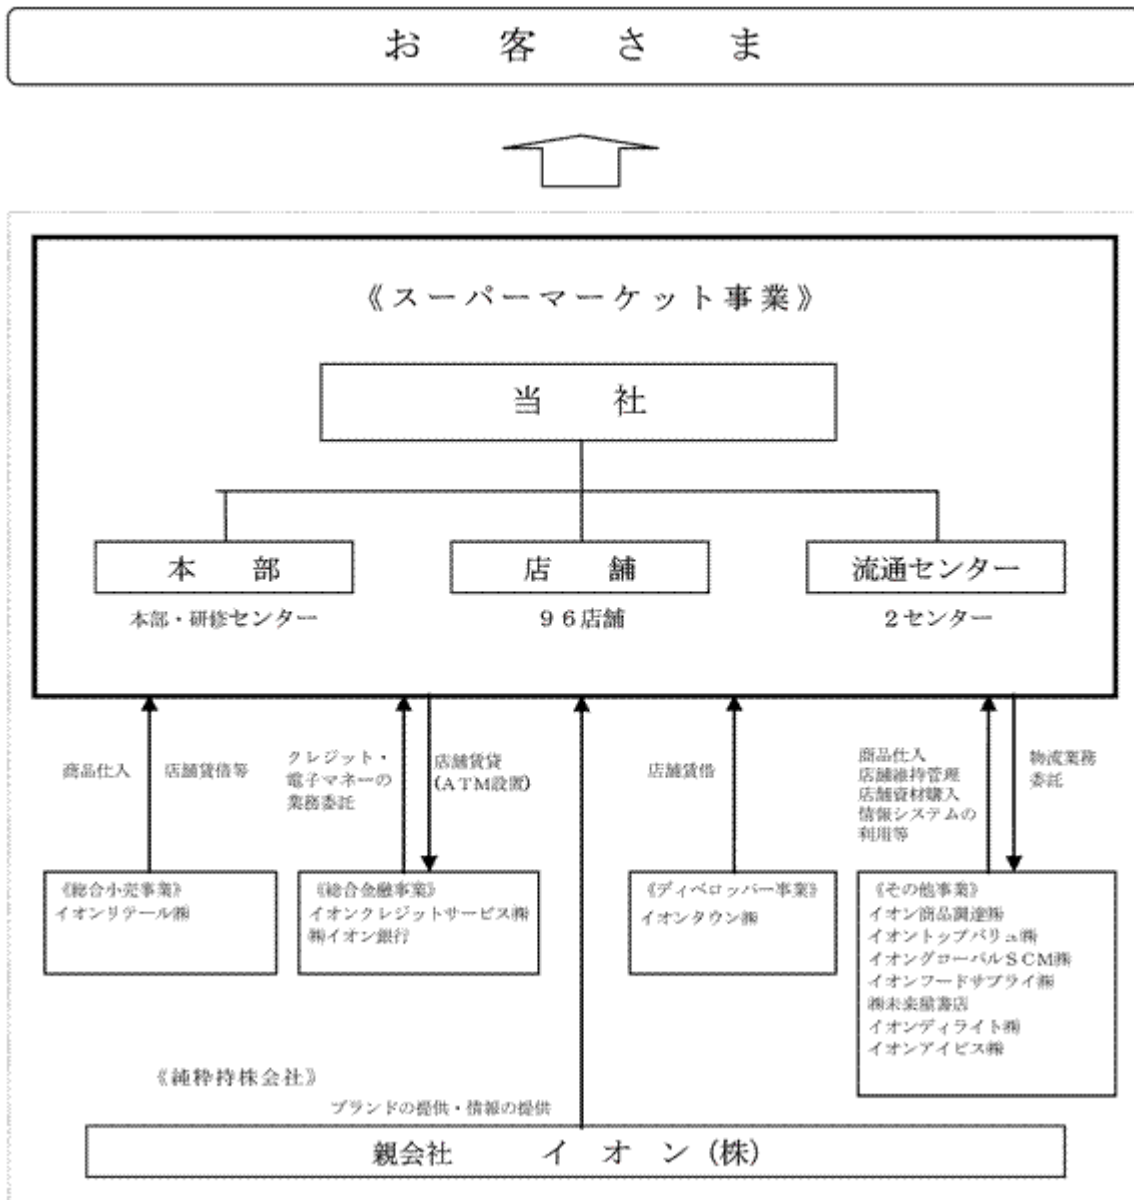 お客さま
《スーパーマーケット事業》
当社
本部
店舗
流通センター
本部・研修センター
９６店舗
２センター
商品仕入
店舗賃借等
クレジット・
電子マネーの
業務委託
店舗賃貸
(ＡＴＭ設置)
店舗賃借
商品仕入
店舗維持管理
店舗資材購入
情報システムの
利用等
物流業務
委託
《総合小売事業》
イオンリテール㈱
《総合金融事業》
イオンクレジットサービス㈱
㈱イオン銀行
《ディベロッパー事業》
イオンタウン㈱
《その他事業》
イオン商品調達㈱
イオントップバリュ㈱
イオングローバルＳＣＭ㈱
イオンフードサプライ㈱
㈱未来屋書店
イオンディライト㈱
イオンアイビス㈱
《純粋持株会社》
ブランドの提供・情報の提供
親会社　イオン（株）